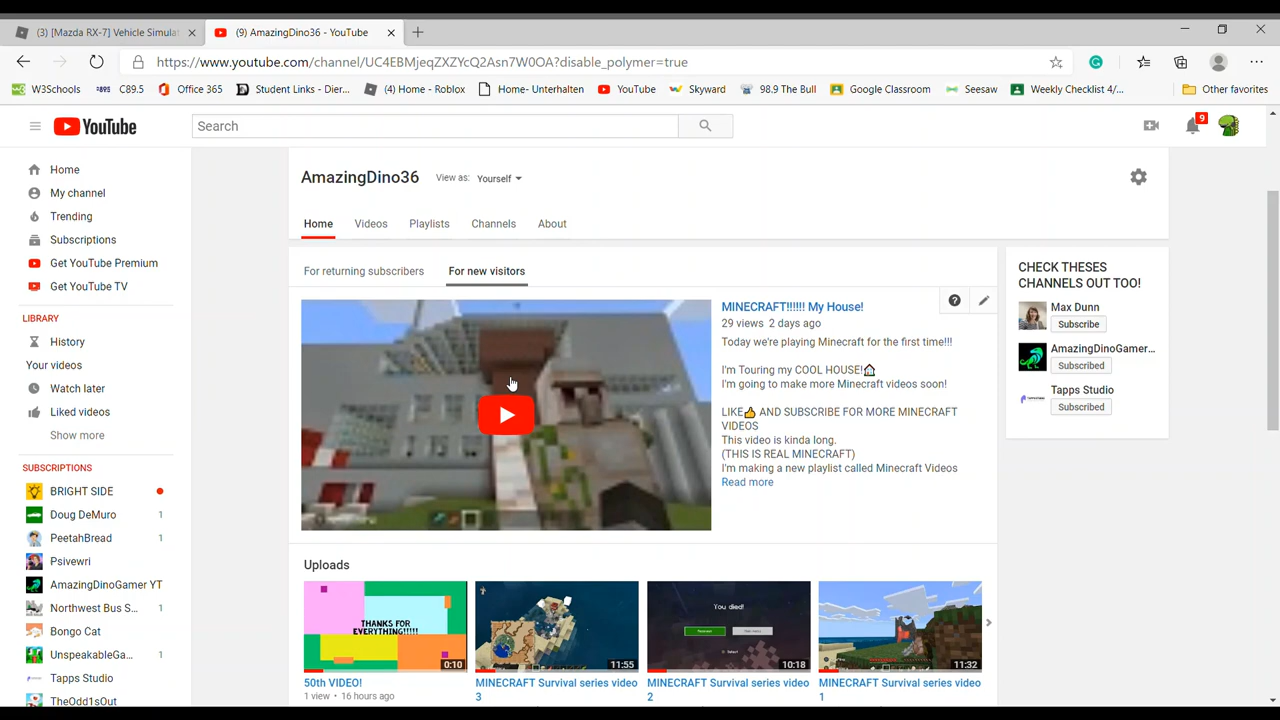 (3) [Mazda RX-7] Vehicle Simulat
(9) AmazingDino36 - YouTube
https://www.youtube.com/channel/UC4EBMjeqZXZYcQ2Asn7W0OA?disable_polymer=true
W3Schools
C89.5
Office 365
Student Links - Dier...
(4) Home - Roblox
Home- Unterhalten
YouTube
Skyward
98.9 The Bull
Google Classroom
Seesaw
Weekly Checklist 4/...
Other favorites
YouTube
Search
9
Home
My channel
Trending
Subscriptions
Get YouTube Premium
Get YouTube TV
LIBRARY
History
Your videos
Watch later
Liked videos
Show more
SUBSCRIPTIONS
BRIGHT SIDE
Doug DeMuro 1
PeetahBread 1
Psivewri
AmazingDinoGamer YT
Northwest Bus S... 1
Bongo Cat
UnspeakableGa... 1
Tapps Studio
TheOdd1sOut
AmazingDino36
View as: Yourself
Home
Videos
Playlists
Channels
About
For returning subscribers
For new visitors
MINECRAFT!!!!!! My House!
29 views 2 days ago
Today we're playing Minecraft for the first time!!!
I'm Touring my COOL HOUSE!🏠
I'm going to make more Minecraft videos soon!
LIKE👍 AND SUBSCRIBE FOR MORE MINECRAFT
VIDEOS
This video is kinda long.
(THIS IS REAL MINECRAFT)
I'm making a new playlist called Minecraft Videos
Read more
CHECK THESES
CHANNELS OUT TOO!
Max Dunn
Subscribe
AmazingDinoGamer...
Subscribed
Tapps Studio
Subscribed
Uploads
THANKS FOR
EVERYTHING!!!!!
0:10
50th VIDEO!
1 view • 16 hours ago
11:55
MINECRAFT Survival series video
3
You died!
10:18
MINECRAFT Survival series video
2
11:32
MINECRAFT Survival series video
1